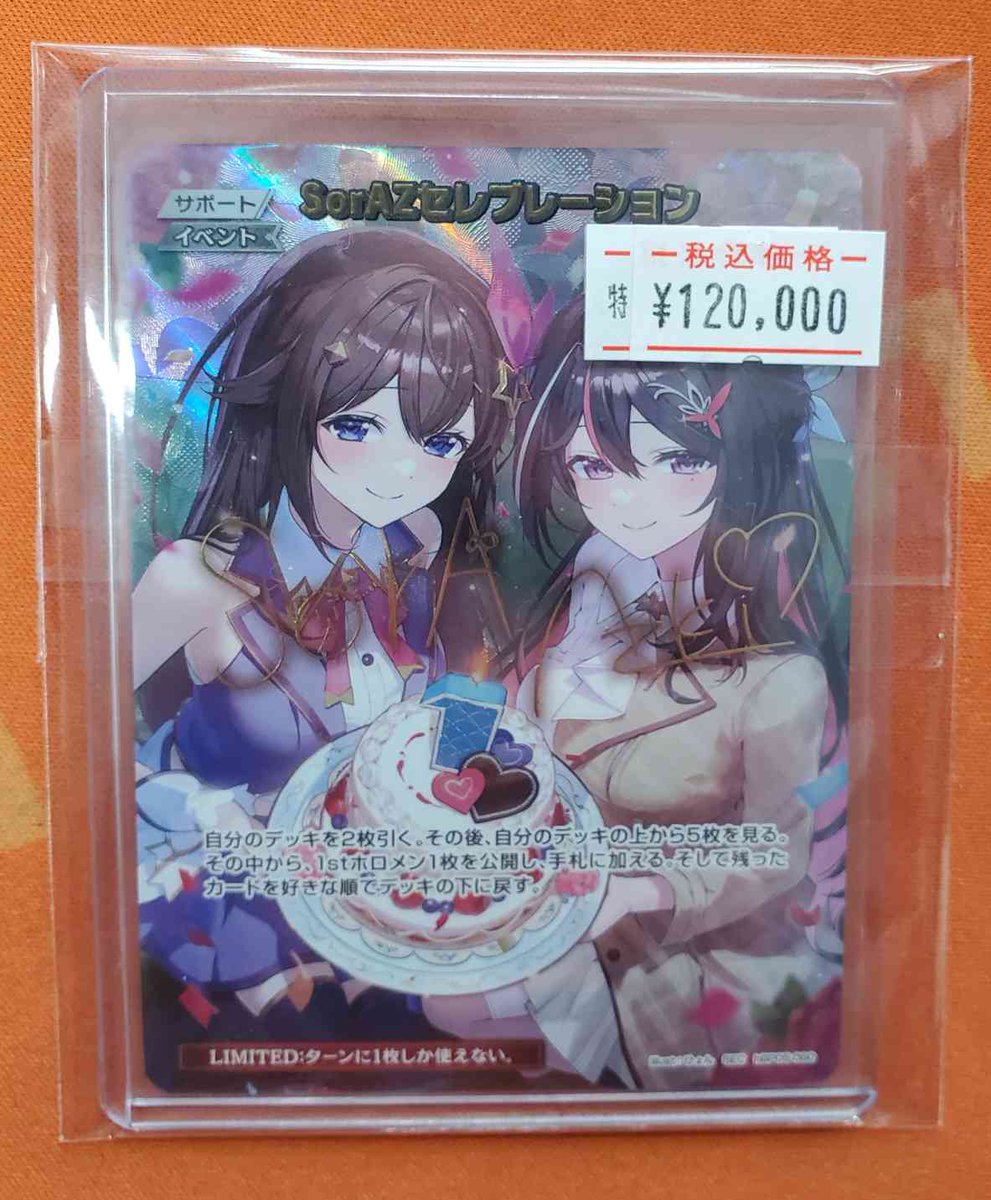 サポート
イベント
SorAZセレブレーション
税込価格
特 ¥120,000
自分のデッキを2枚引く。その後、自分のデッキの上から5枚を見る。
その中から、1stホロメン1枚を公開し、手札に加える。そして残った
カードを好きな順でデッキの下に戻す。
LIMITED:ターンに1枚しか使えない。
illust:ひょん SEC